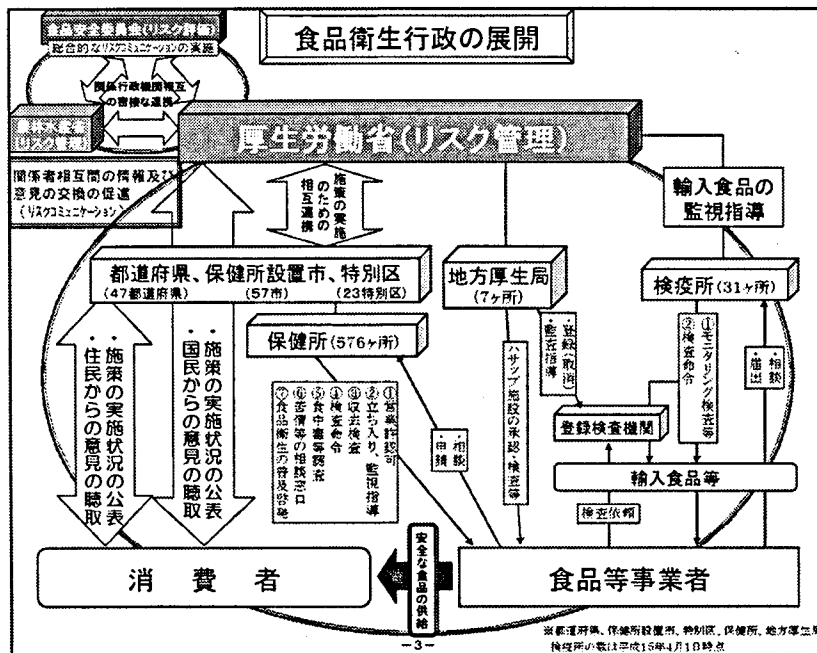 食品安全委員会(リスク評価)
総合的なリスクコミュニケーションの実施
食品衛生行政の展開
関係行政機関相互
の密接な連携
農林水産省
(リスク管理)
厚生労働省(リスク管理)
関係者相互間の情報及び
意見の交換の促進
(リスクコミュニケーション)
施策の実施
のための
相互連携
輸入食品の
監視指導
都道府県、保健所設置市、特別区
(47都道府県)
(57市)
(23特別区)
地方厚生局
(7ヶ所)
検疫所(31ヶ所)
保健所(576ヶ所)
・施策の実施状況の公表
・住民からの意見の聴取
・施策の実施状況の公表
・国民からの意見の聴取
①営業許認可
②立ち入り、監視指導
③収去検査
④検査命令
⑤食中毒等調査
⑥苦情等の相談窓口
⑦食品衛生の普及啓発
・相談
・申請
ハサップ施設の承認・検査等
・登録(取消)
・監査指導
①モニタリング検査等
②検査命令
・相談
・届出
登録検査機関
輸入食品等
検査依頼
消費者
安全な食品の供給
食品等事業者
※都道府県、保健所設置市、特別区、保健所、地方厚生局
検疫所の数は平成15年4月1日時点
-3-